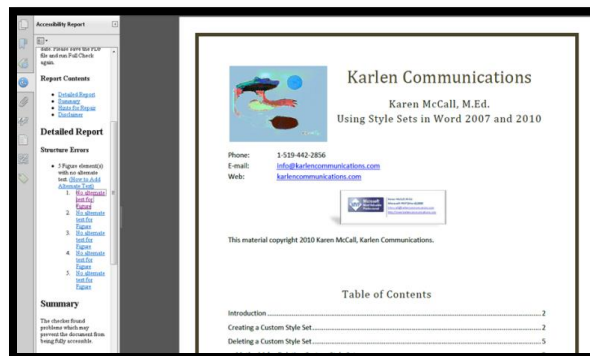 Accessibility Report
date. Please save the PDF
file and run Full Check
again.
Report Contents
Detailed Report
Summary
Hints for Repair
Disclaimer
Detailed Report
Structure Errors
5 Figure element(s)
with no alternate
text. (How to Add
Alternate Text)
1. No alternate
text for
Figure
2. No alternate
text for
Figure
3. No alternate
text for
Figure
4. No alternate
text for
Figure
5. No alternate
text for
Figure
Summary
The checker found
problems which may
prevent the document from
being fully accessible.
Karlen Communications
Karen McCall, M.Ed.
Using Style Sets in Word 2007 and 2010
Phone: 1-519-442-2856
E-mail: info@karlencommunications.com
Web: karlencommunications.com
This material copyright 2010 Karen McCall, Karlen Communications.
Table of Contents
Introduction 2
Creating a Custom Style Set 2
Deleting a Custom Style Set 5